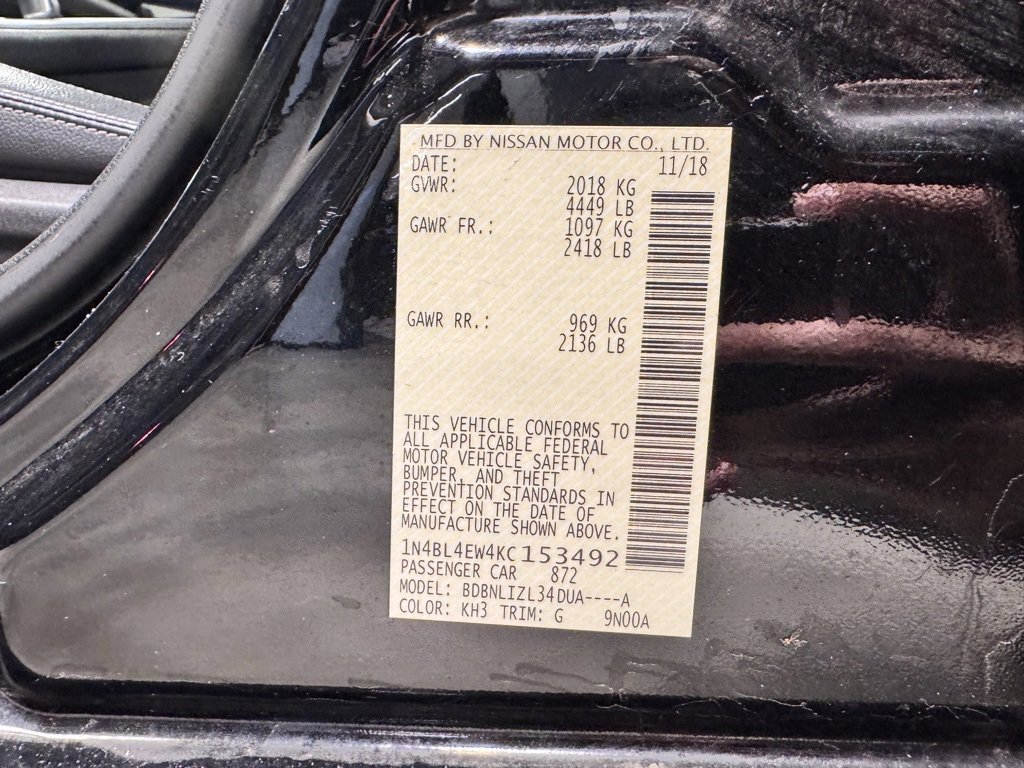 MFD BY NISSAN MOTOR CO., LTD.
DATE: 11/18
GVWR: 2018 KG
4449 LB
GAWR FR.: 1097 KG
2418 LB
GAWR RR.: 969 KG
2136 LB
THIS VEHICLE CONFORMS TO
ALL APPLICABLE FEDERAL
MOTOR VEHICLE SAFETY,
BUMPER, AND THEFT
PREVENTION STANDARDS IN
EFFECT ON THE DATE OF
MANUFACTURE SHOWN ABOVE.
1N4BL4EW4KC153492
PASSENGER CAR 872
MODEL: BDBNLIZL34DUA----A
COLOR: KH3 TRIM: G 9N00A